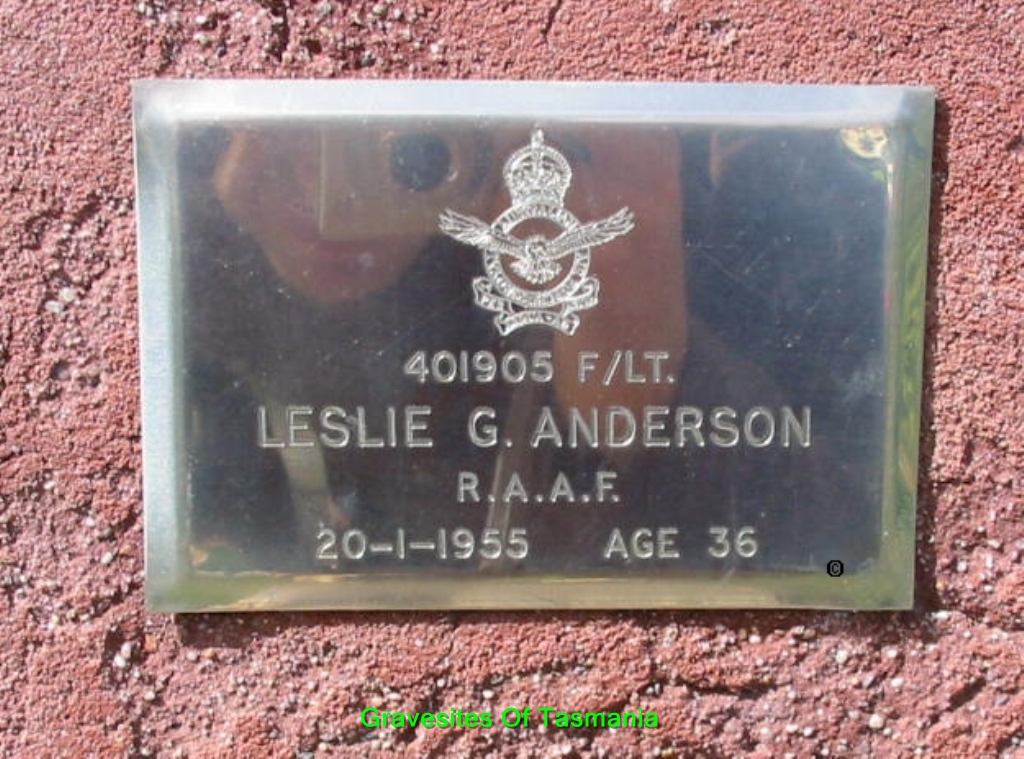 401905 F/LT.
LESLIE G. ANDERSON
R.A.A.F.
20-1-1955 AGE 36
©
Gravesites Of Tasmania